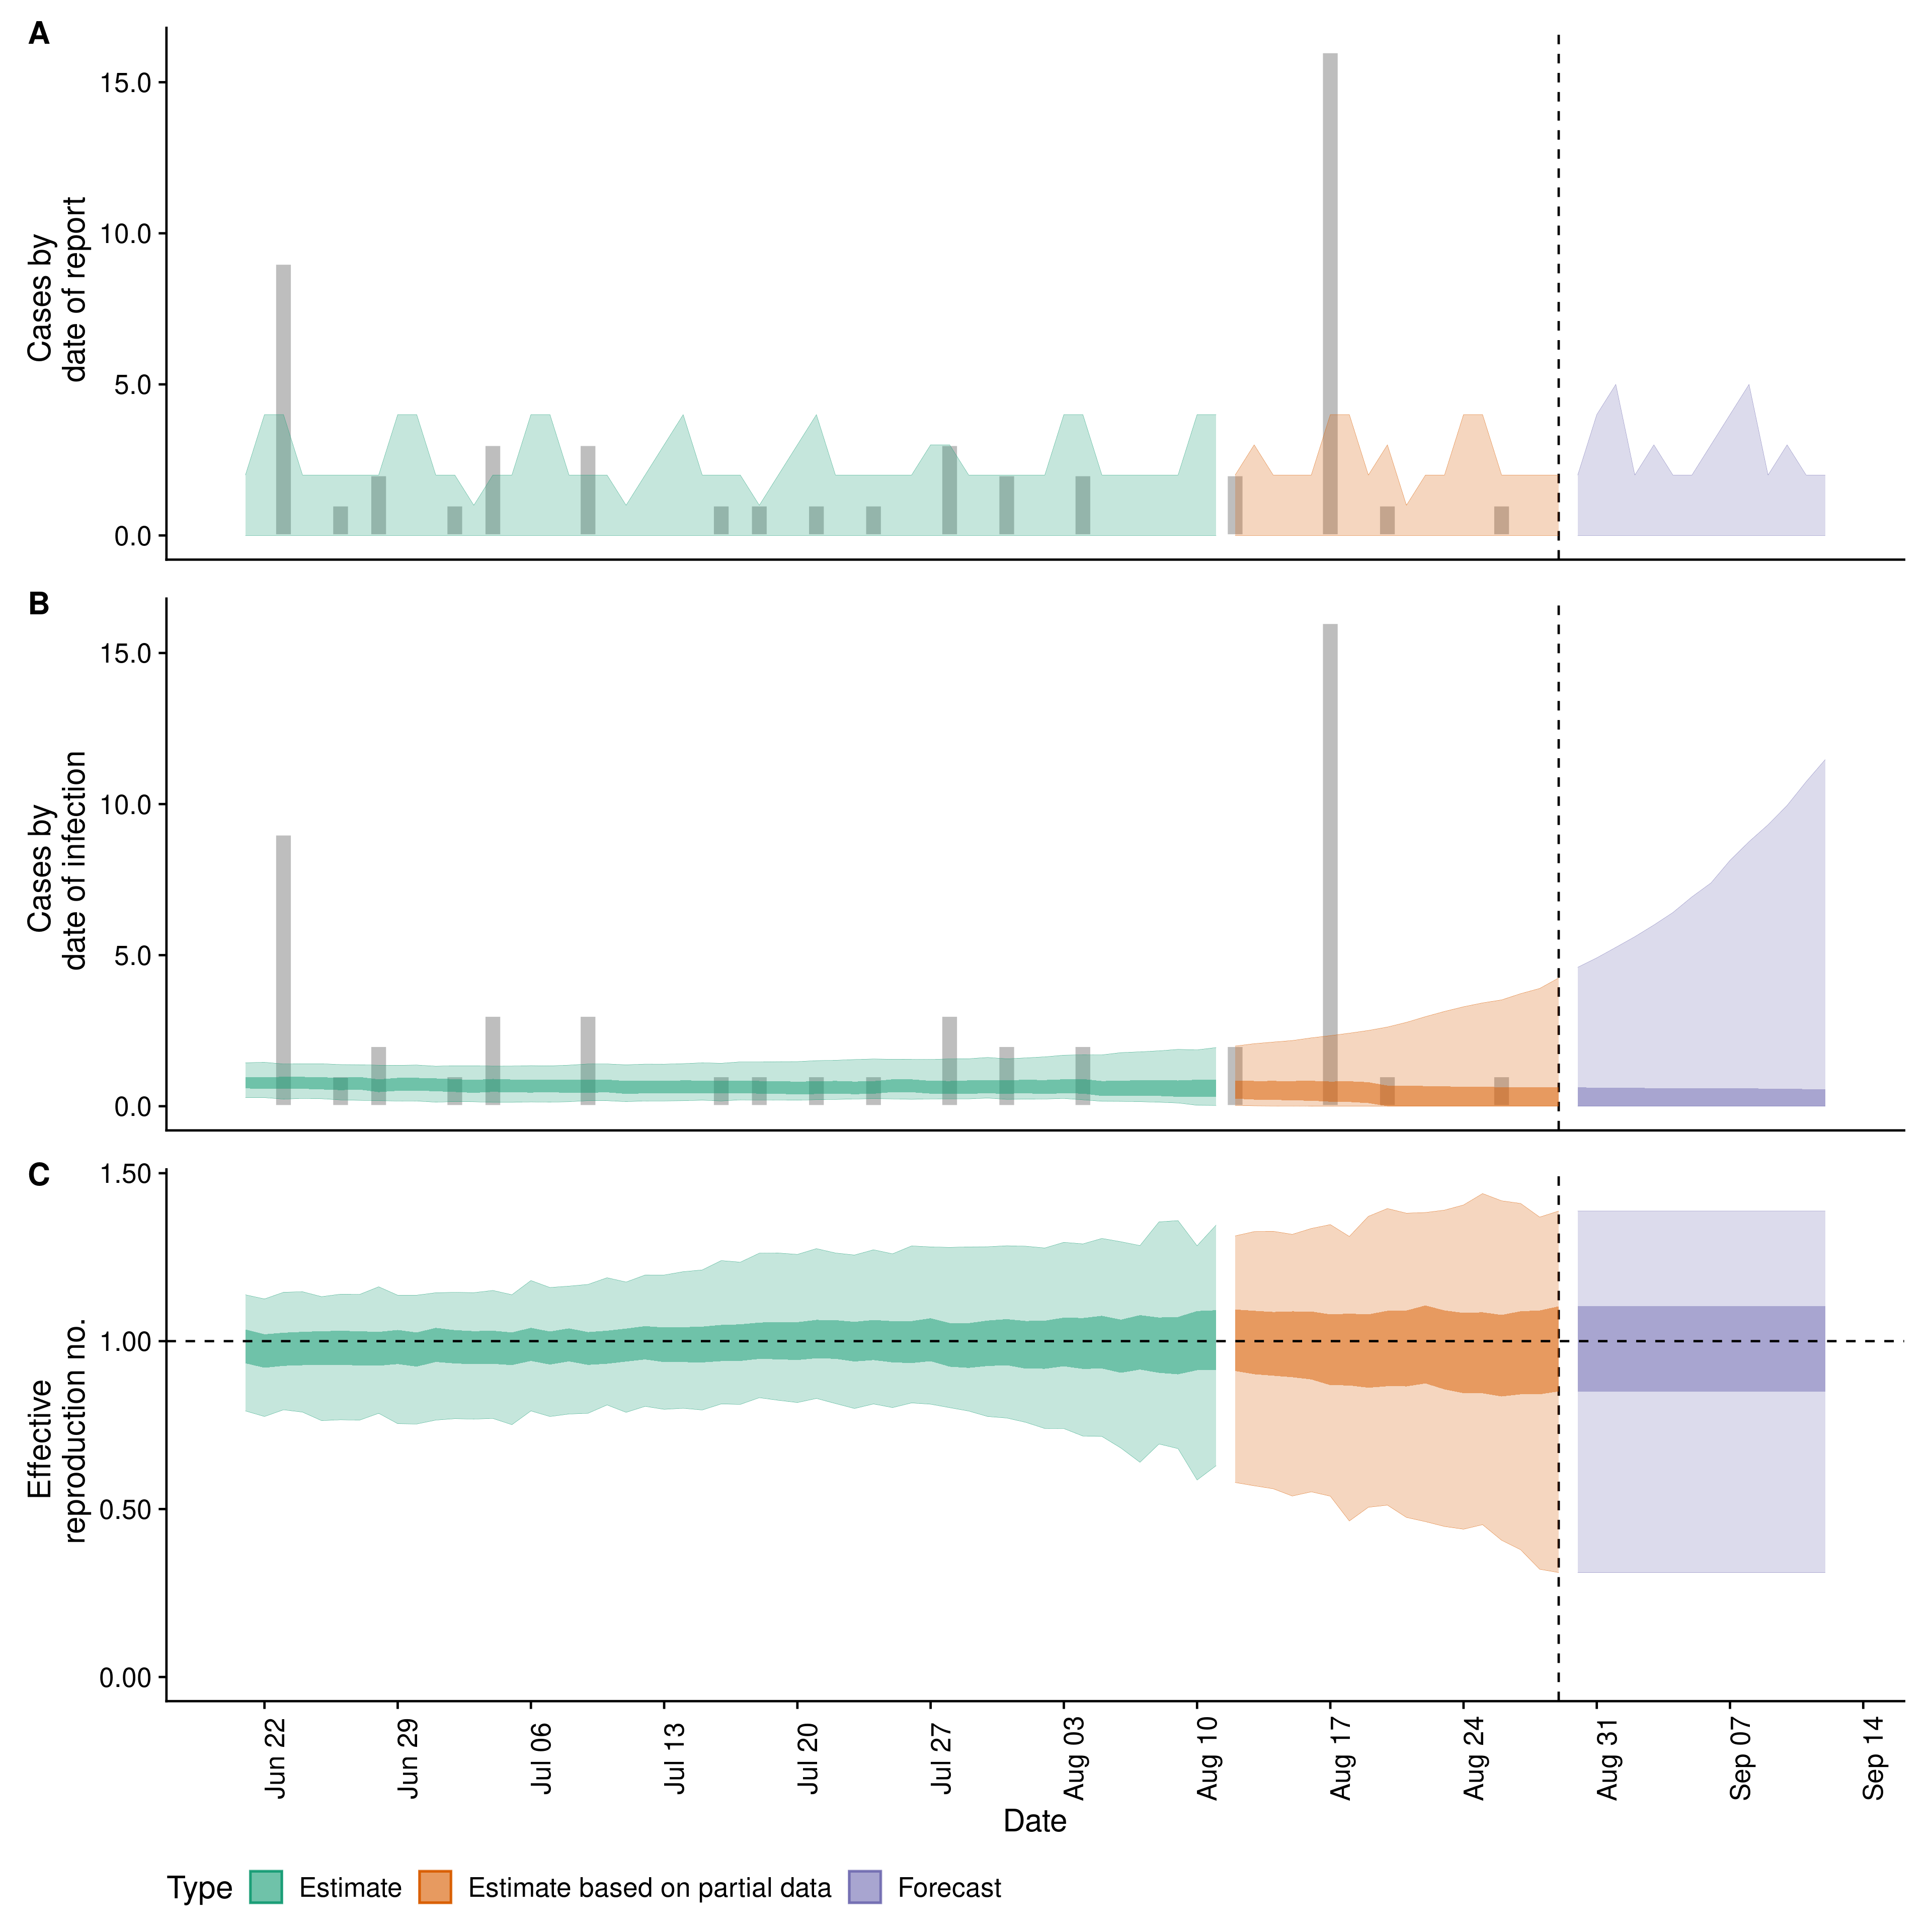 A
15.0
10.0
5.0
0.0
Cases by
date of report
B
15.0
10.0
5.0
0.0
Cases by
date of infection
C
1.50
1.00
0.50
0.00
Effective
reproduction no.
Jun 22
Jun 29
Jul 06
Jul 13
Jul 20
Jul 27
Aug 03
Aug 10
Aug 17
Aug 24
Aug 31
Sep 07
Sep 14
Date
Type Estimate Estimate based on partial data Forecast